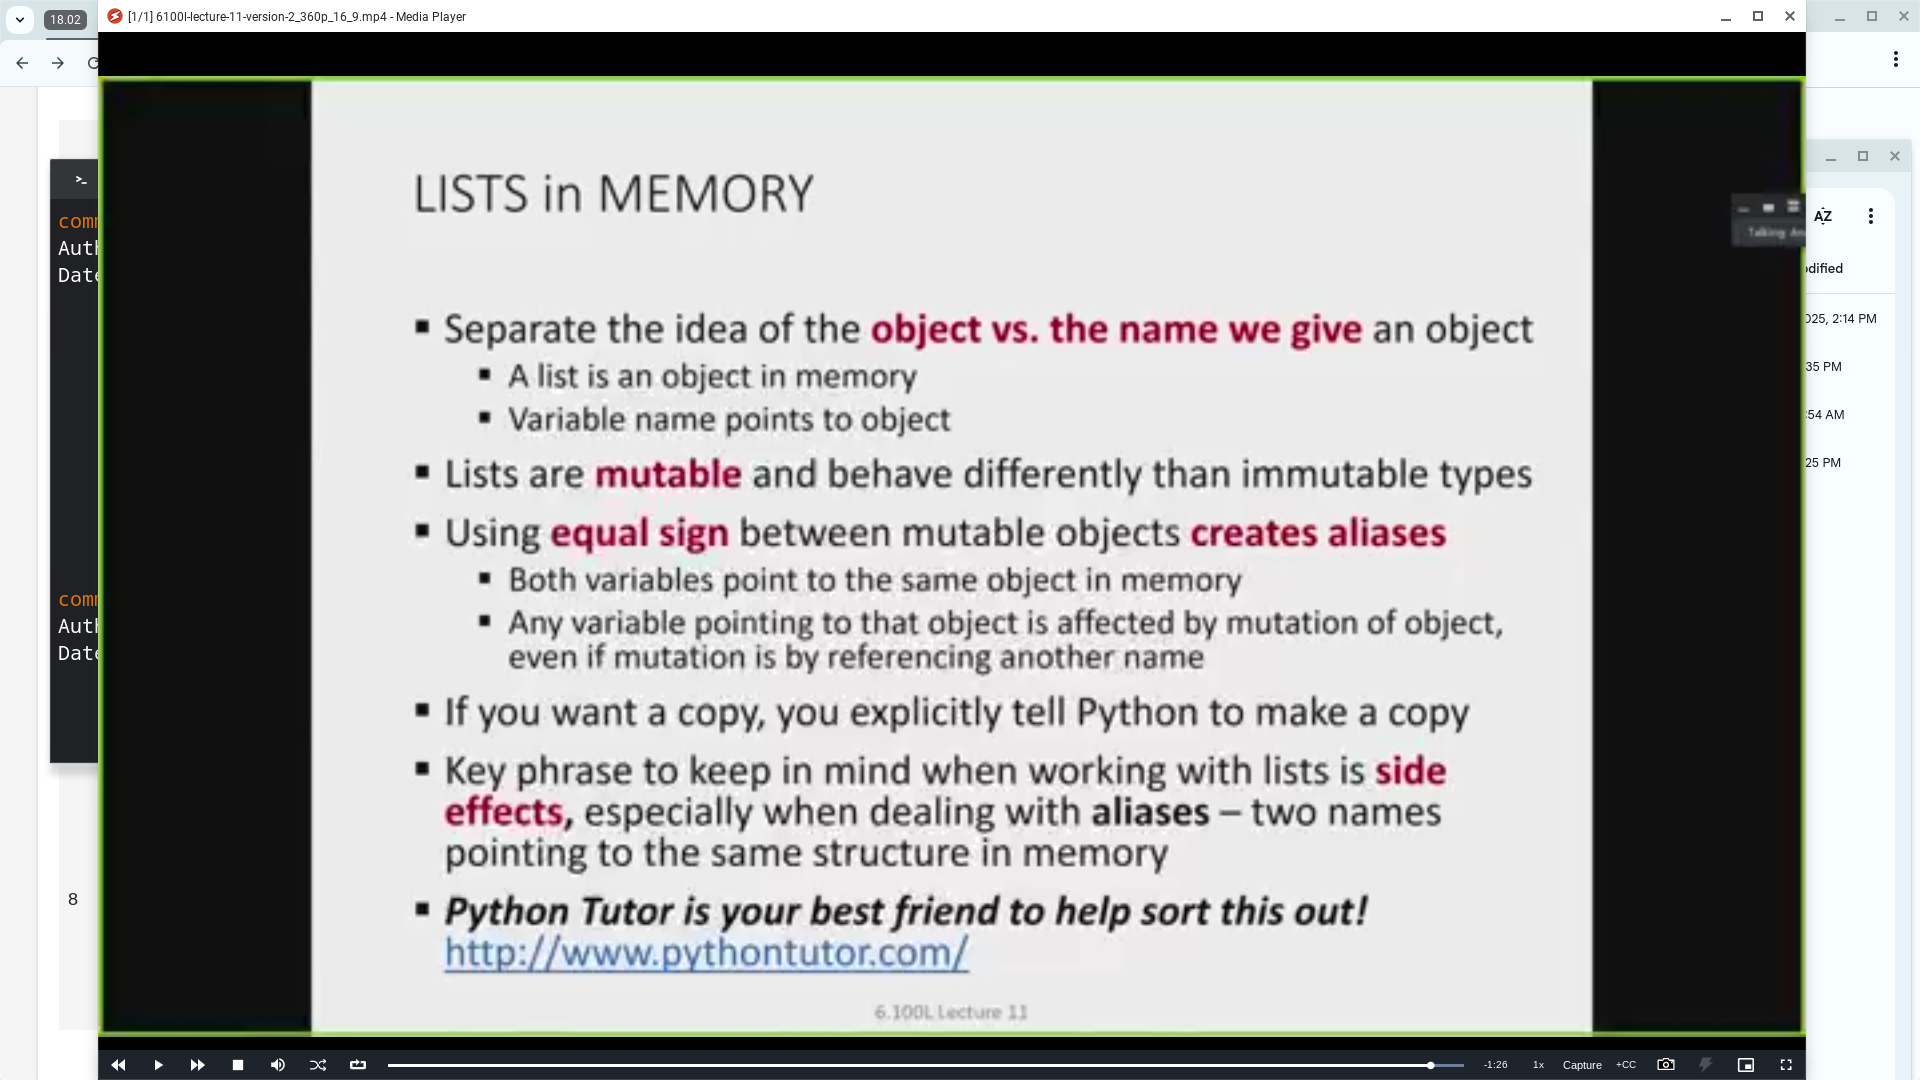 18.02
[1/1] 6100l-lecture-11-version-2_360p_16_9.mp4 - Media Player
LISTS in MEMORY
Talking: An
AZ
Separate the idea of the object vs. the name we give an object
A list is an object in memory
Variable name points to object
Lists are mutable and behave differently than immutable types
Using equal sign between mutable objects creates aliases
Both variables point to the same object in memory
Any variable pointing to that object is affected by mutation of object,
even if mutation is by referencing another name
If you want a copy, you explicitly tell Python to make a copy
Key phrase to keep in mind when working with lists is side
effects, especially when dealing with aliases – two names
pointing to the same structure in memory
Python Tutor is your best friend to help sort this out!
http://www.pythontutor.com/
6.100L Lecture 11
comm
Auth
Date
comm
Auth
Date
8
odified
025, 2:14 PM
35 PM
54 AM
25 PM
-1:26
1x
Capture
+CC